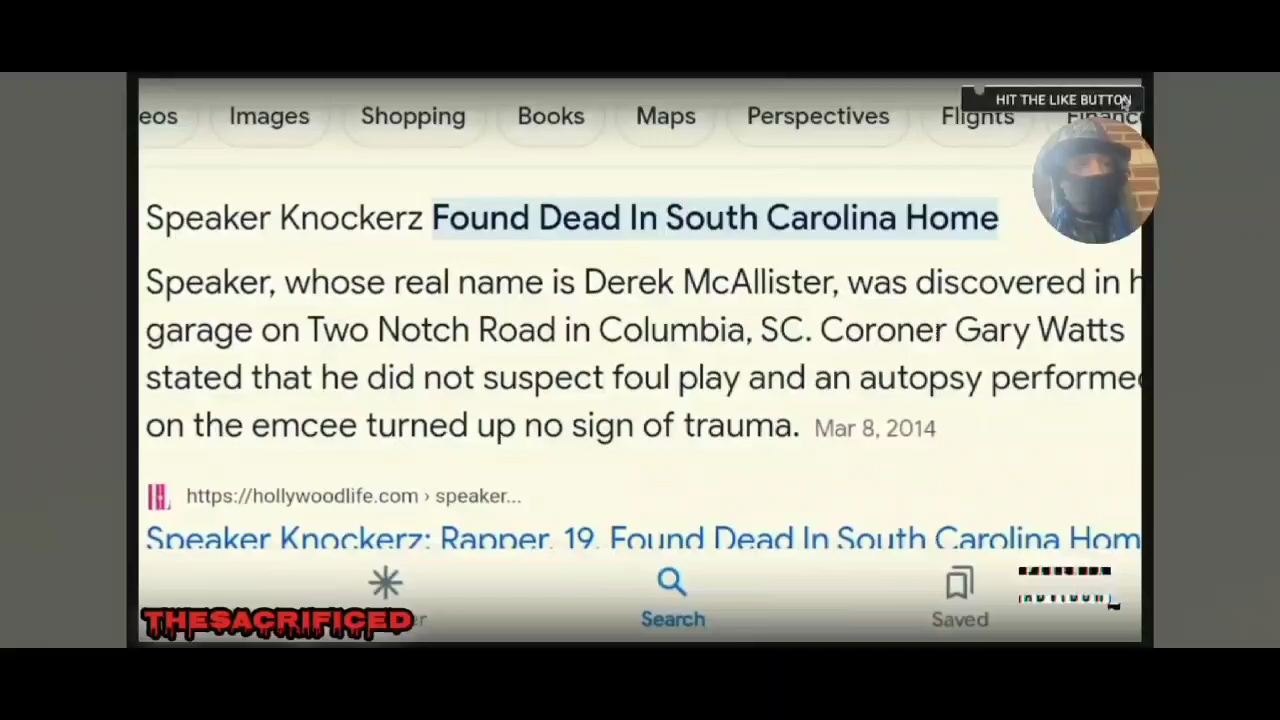 eos Images Shopping Books Maps Perspectives Flights Financ
HIT THE LIKE BUTTON
Speaker Knockerz Found Dead In South Carolina Home
Speaker, whose real name is Derek McAllister, was discovered in h
garage on Two Notch Road in Columbia, SC. Coroner Gary Watts
stated that he did not suspect foul play and an autopsy performed
on the emcee turned up no sign of trauma. Mar 8, 2014
https://hollywoodlife.com › speaker...
Speaker Knockerz: Rapper, 19, Found Dead In South Carolina Hom
THESACRIFICED
Search
Saved